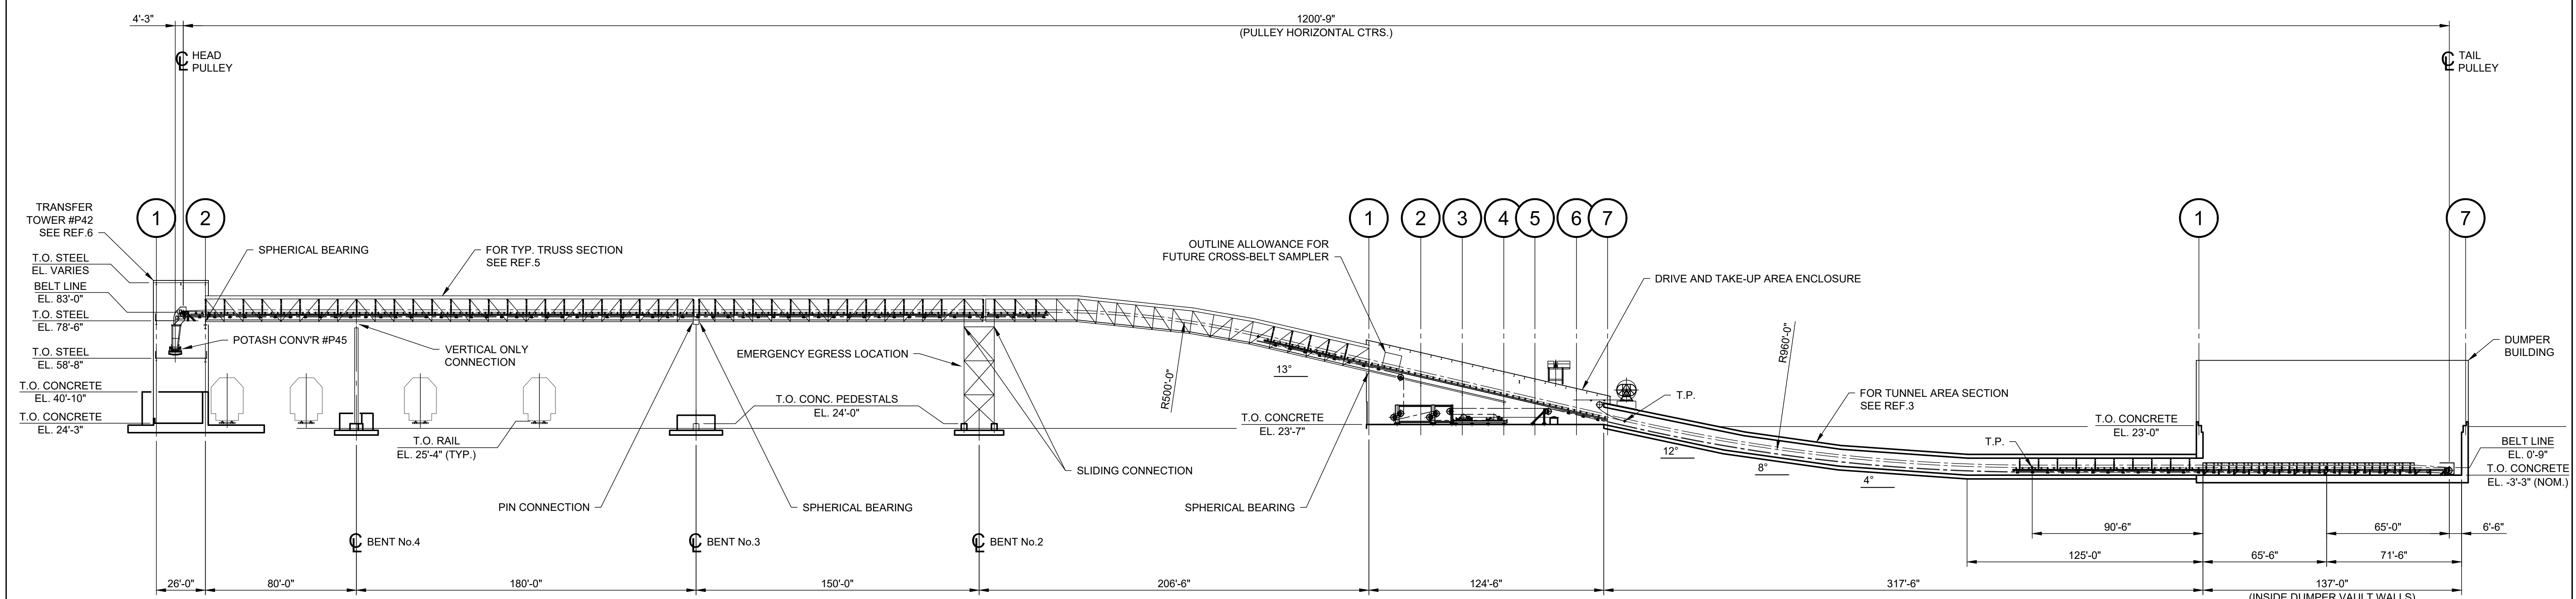 4'-3"
1200'-9"
(PULLEY HORIZONTAL CTRS.)
℄ HEAD
PULLEY
℄ TAIL
PULLEY
TRANSFER
TOWER #P42
SEE REF.6
1
2
1
2
3
4
5
6
7
1
7
SPHERICAL BEARING
FOR TYP. TRUSS SECTION
SEE REF.5
OUTLINE ALLOWANCE FOR
FUTURE CROSS-BELT SAMPLER
DRIVE AND TAKE-UP AREA ENCLOSURE
T.O. STEEL
EL. VARIES
BELT LINE
EL. 83'-0"
T.O. STEEL
EL. 78'-6"
T.O. STEEL
EL. 58'-8"
T.O. CONCRETE
EL. 40'-10"
T.O. CONCRETE
EL. 24'-3"
POTASH CONV'R #P45
VERTICAL ONLY
CONNECTION
EMERGENCY EGRESS LOCATION
T.O. CONC. PEDESTALS
EL. 24'-0"
T.O. RAIL
EL. 25'-4" (TYP.)
SLIDING CONNECTION
PIN CONNECTION
SPHERICAL BEARING
SPHERICAL BEARING
R500'-0"
13°
T.O. CONCRETE
EL. 23'-7"
R960'-0"
T.P.
FOR TUNNEL AREA SECTION
SEE REF.3
12°
8°
4°
T.P.
T.O. CONCRETE
EL. 23'-0"
DUMPER
BUILDING
BELT LINE
EL. 0'-9"
T.O. CONCRETE
EL. -3'-3" (NOM.)
℄ BENT No.4
℄ BENT No.3
℄ BENT No.2
90'-6"
65'-0"
6'-6"
125'-0"
65'-6"
71'-6"
26'-0"
80'-0"
180'-0"
150'-0"
206'-6"
124'-6"
317'-6"
137'-0"
(INSIDE DUMPER VAULT WALLS)